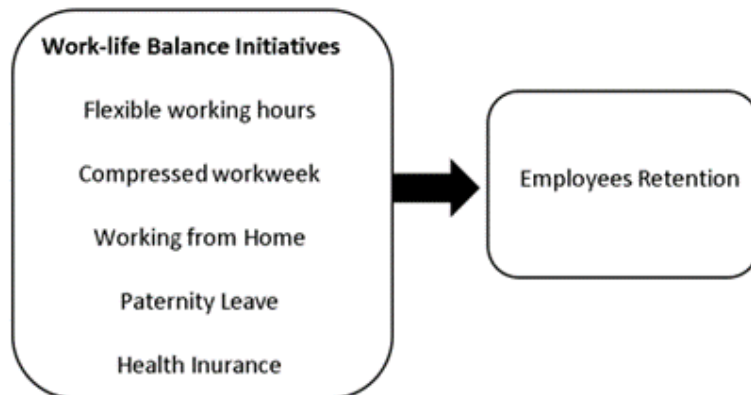 Work-life Balance Initiatives
Flexible working hours
Compressed workweek
Working from Home
Paternity Leave
Health Inurance
Employees Retention